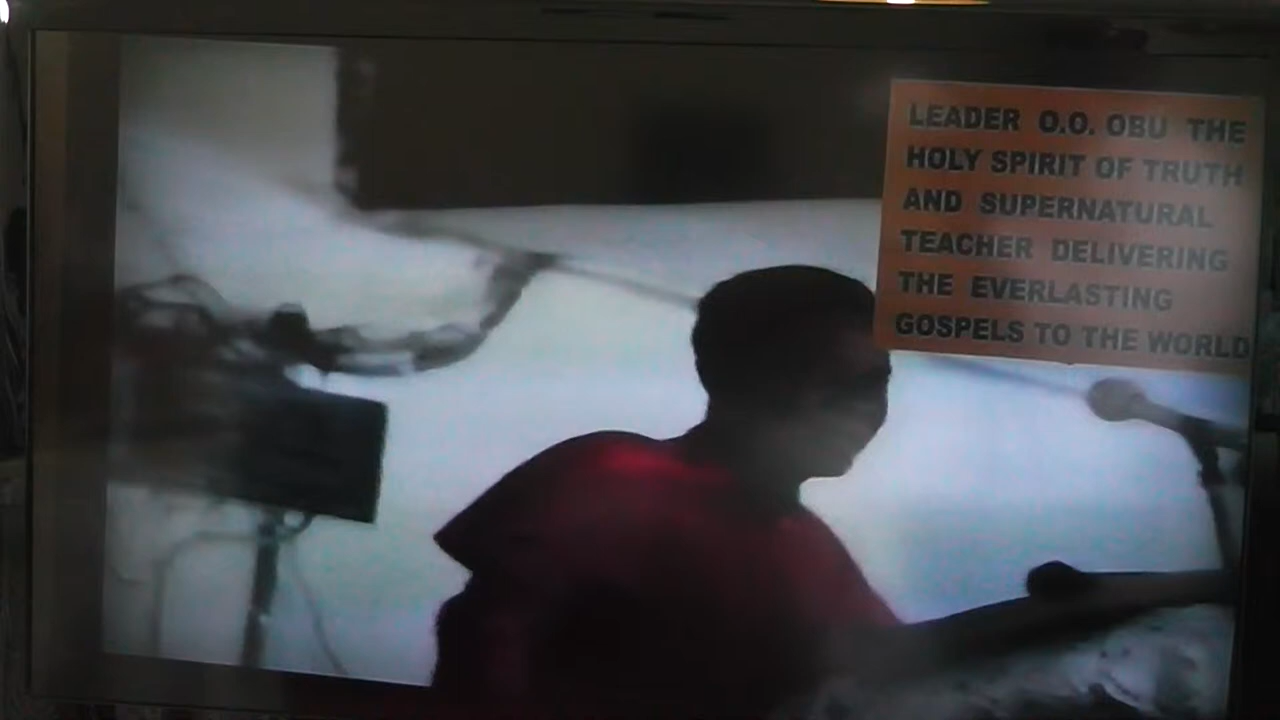 LEADER O.O. OBU THE
HOLY SPIRIT OF TRUTH
AND SUPERNATURAL
TEACHER DELIVERING
THE EVERLASTING
GOSPELS TO THE WORLD